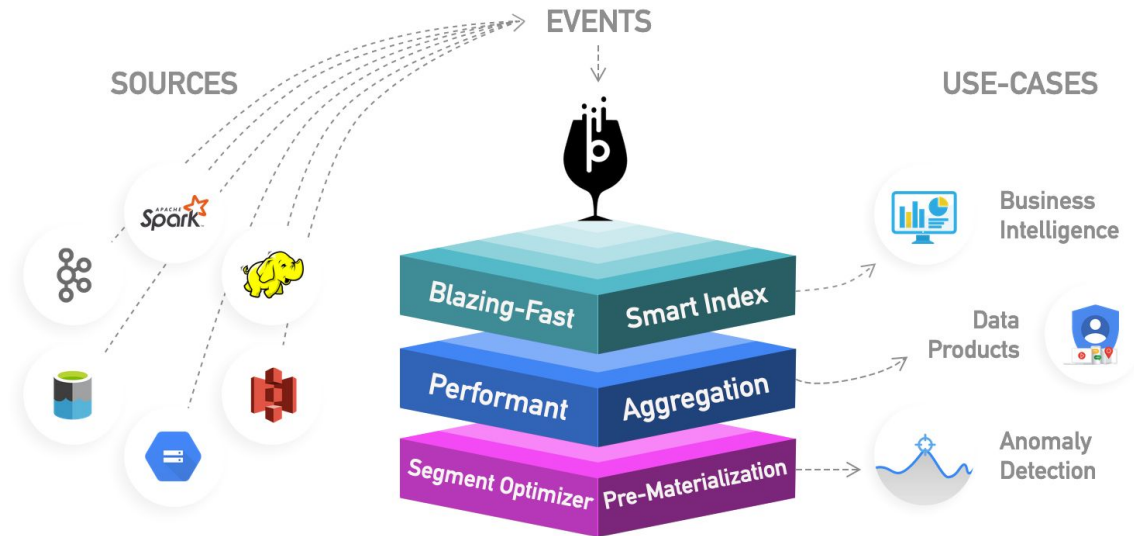 EVENTS
SOURCES
USE-CASES
APACHE
Spark
Business
Intelligence
Blazing-Fast
Smart Index
Data
Products
Performant
Aggregation
Anomaly
Detection
Segment Optimizer
Pre-Materialization